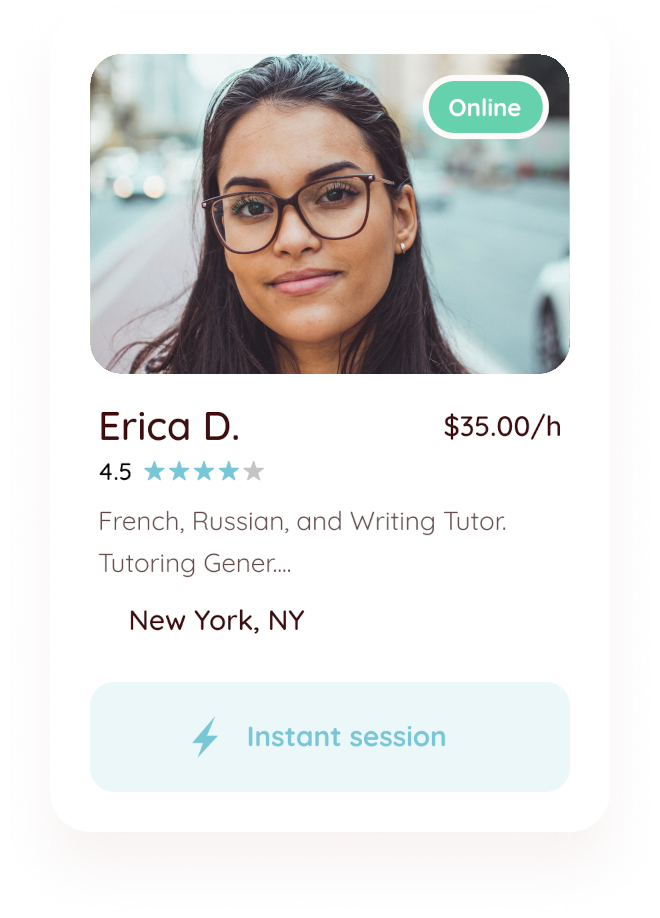 Online
Erica D.
$35.00/h
4.5
French, Russian, and Writing Tutor.
Tutoring Gener....
New York, NY
Instant session